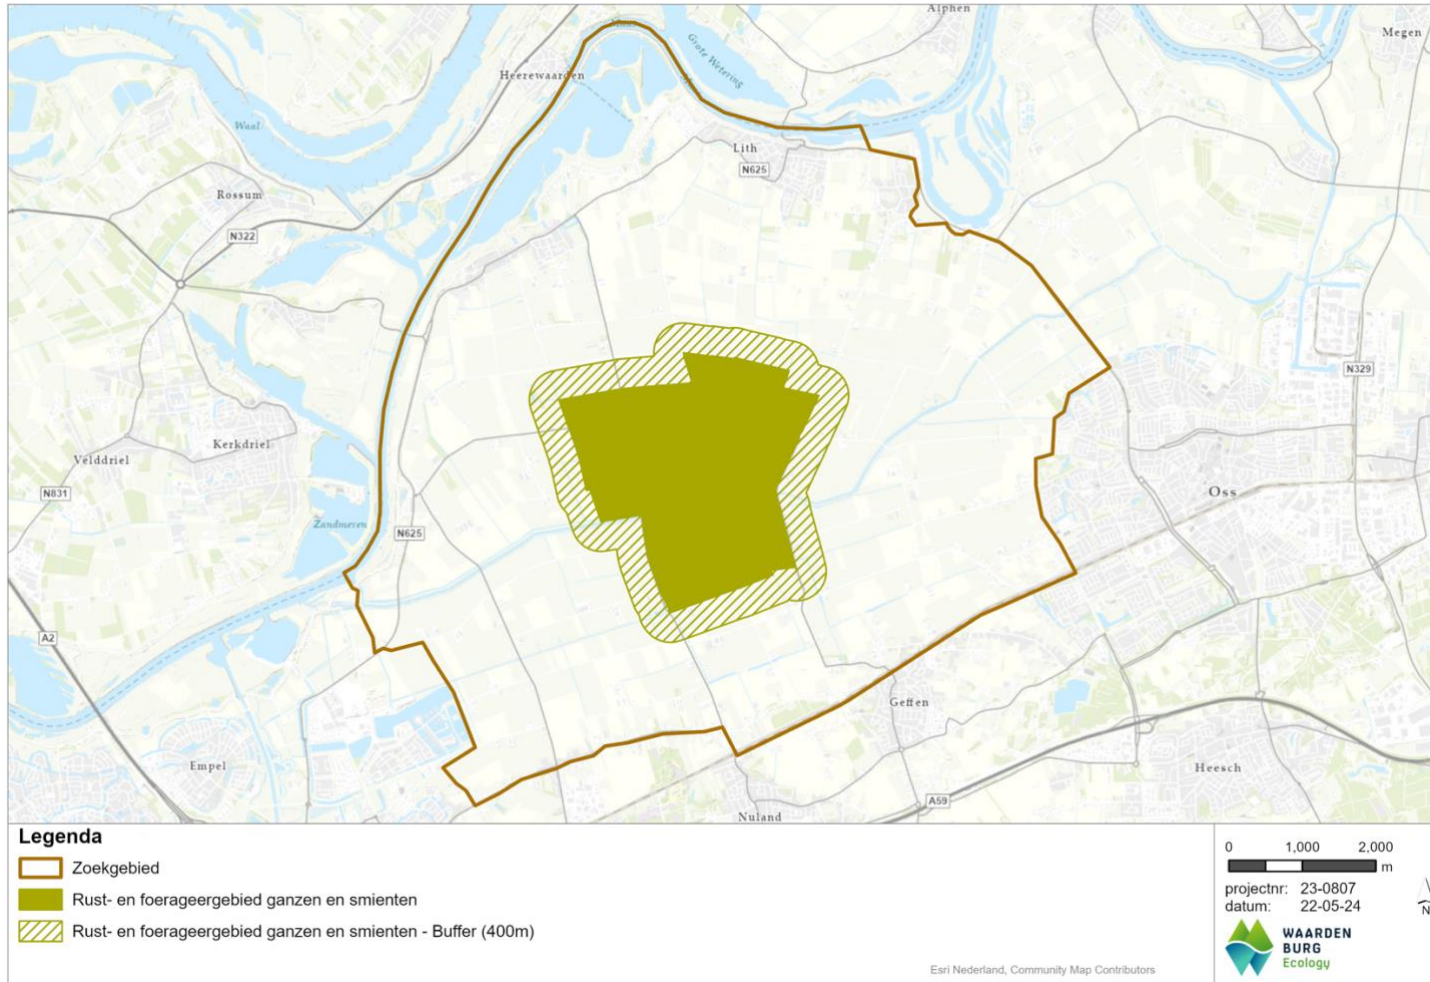 Alphen
Megen
Maas
Grote Wetering
Heerewaarden
Waal
Lith
N625
Rossum
N322
N329
Kerkdriel
Velddriel
N831
Oss
Zandmeren
N625
A2
Geffen
Empel
Heesch
A59
Nuland
Legenda
Zoekgebied
Rust- en foerageergebied ganzen en smienten
Rust- en foerageergebied ganzen en smienten - Buffer (400m)
Esri Nederland, Community Map Contributors
0 1,000 2,000
m
projectnr: 23-0807
datum: 22-05-24
N
WAARDEN
BURG
Ecology